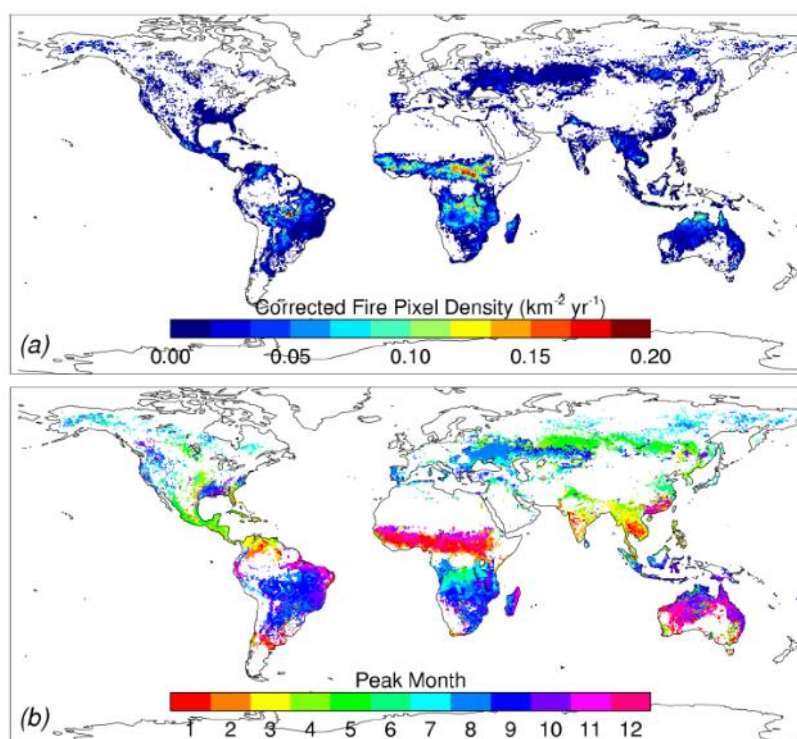 Corrected Fire Pixel Density (km⁻² yr⁻¹)
(a)
0.00 0.05 0.10 0.15 0.20
Peak Month
(b)
1 2 3 4 5 6 7 8 9 10 11 12